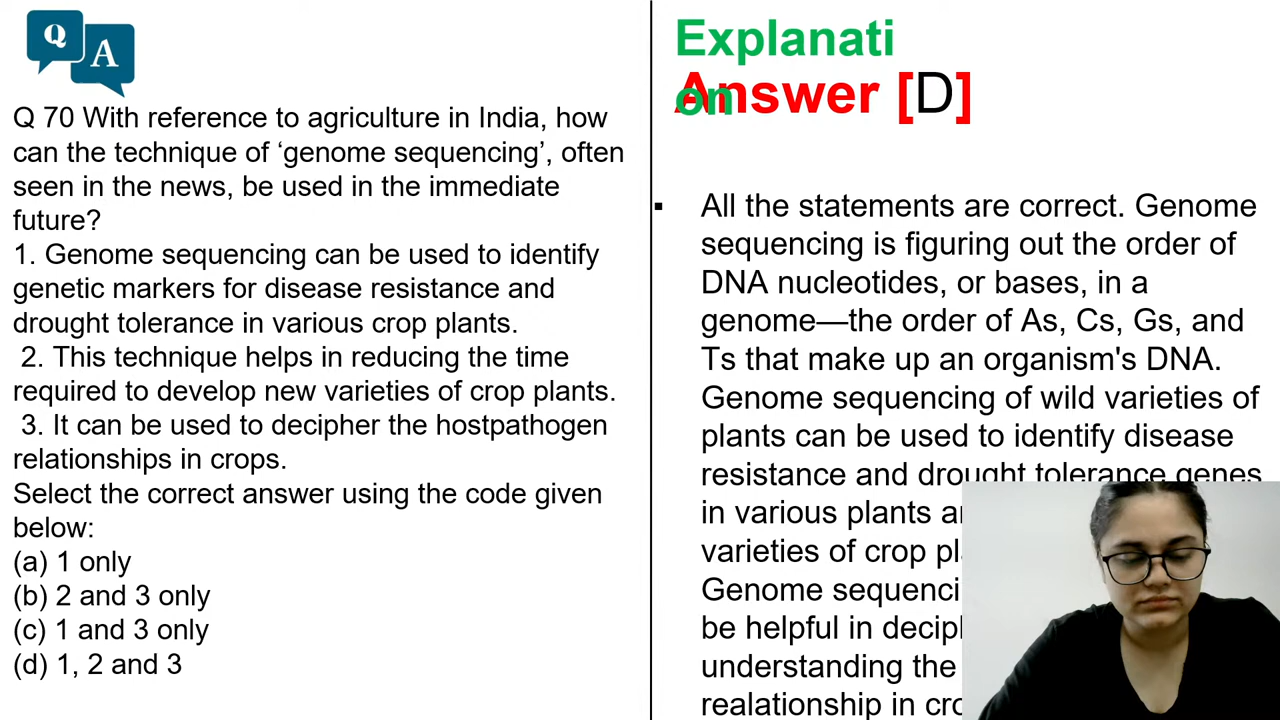 Q
A
Q 70 With reference to agriculture in India, how
can the technique of ‘genome sequencing’, often
seen in the news, be used in the immediate
future?
1. Genome sequencing can be used to identify
genetic markers for disease resistance and
drought tolerance in various crop plants.
2. This technique helps in reducing the time
required to develop new varieties of crop plants.
3. It can be used to decipher the hostpathogen
relationships in crops.
Select the correct answer using the code given
below:
(a) 1 only
(b) 2 and 3 only
(c) 1 and 3 only
(d) 1, 2 and 3
Explanati
on
Answer [D]
▪ All the statements are correct. Genome
sequencing is figuring out the order of
DNA nucleotides, or bases, in a
genome—the order of As, Cs, Gs, and
Ts that make up an organism's DNA.
Genome sequencing of wild varieties of
plants can be used to identify disease
resistance and drought tolerance genes
in various plants
varieties of crop
Genome
be helpful in
understanding the
realatıonship in